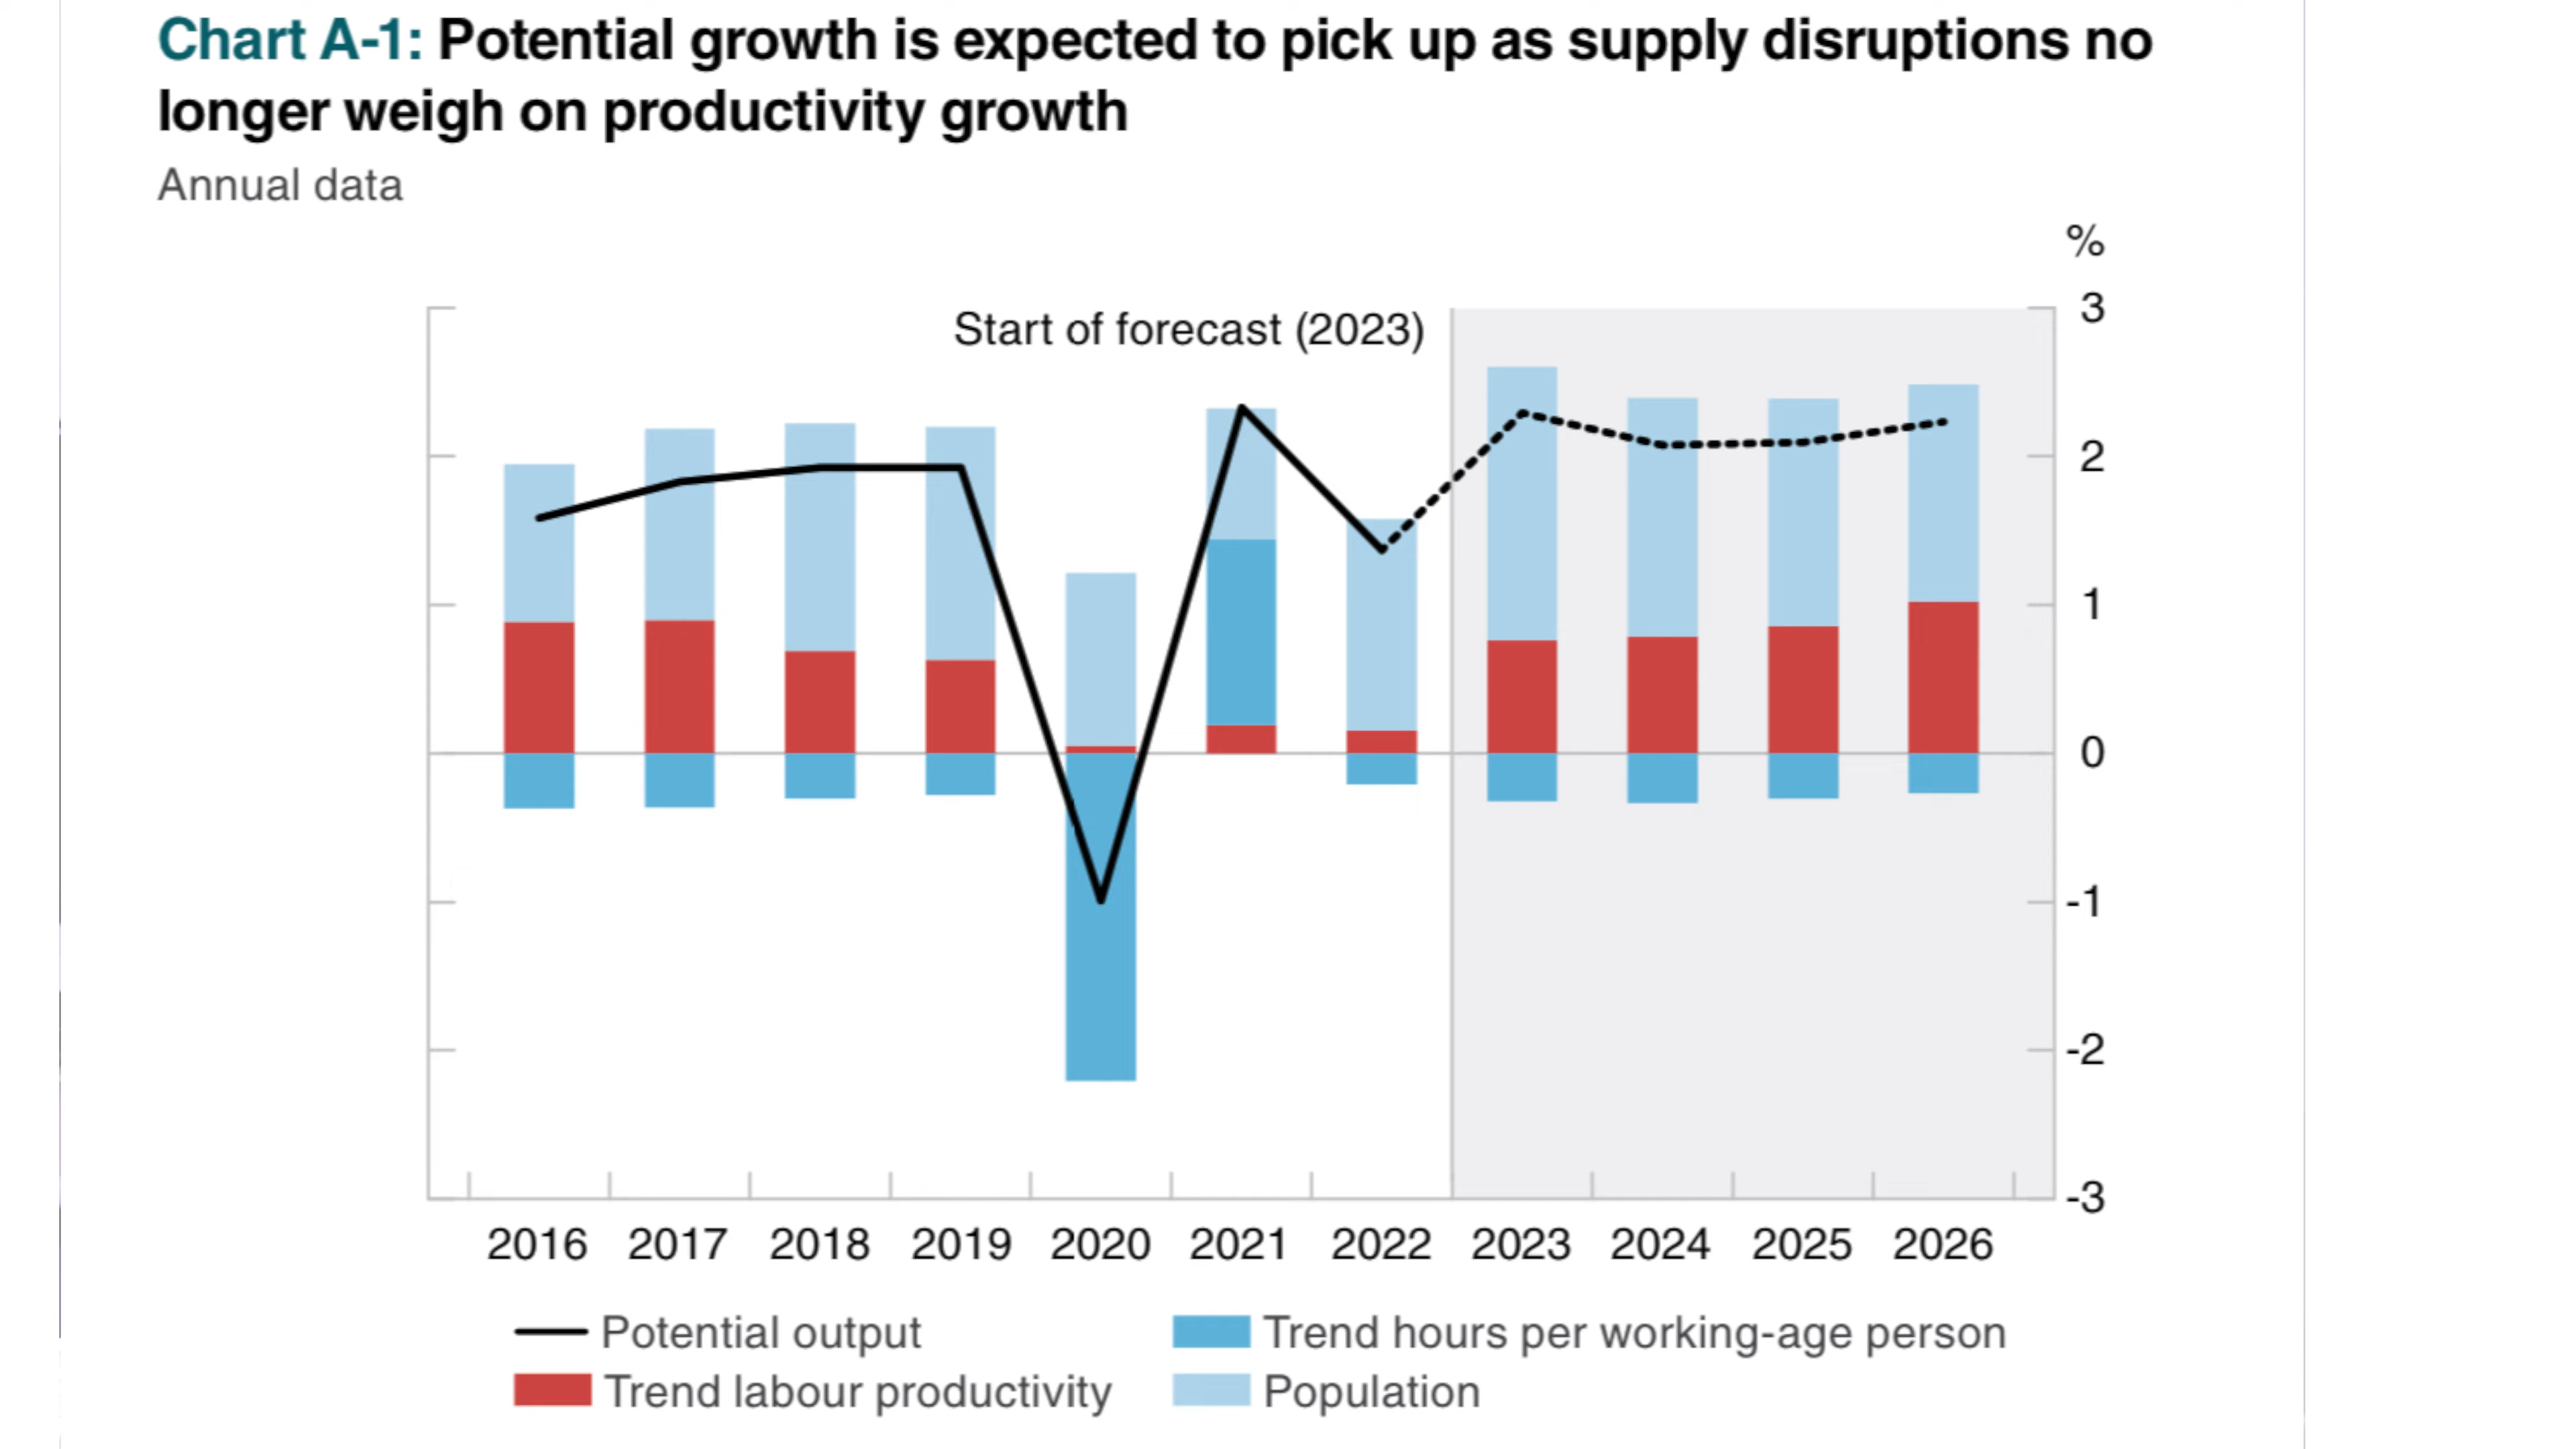 Chart A-1: Potential growth is expected to pick up as supply disruptions no
longer weigh on productivity growth
Annual data
%
Start of forecast (2023)
3
2
1
0
-1
-2
-3
2016 2017 2018 2019 2020 2021 2022 2023 2024 2025 2026
Potential output Trend hours per working-age person
Trend labour productivity Population